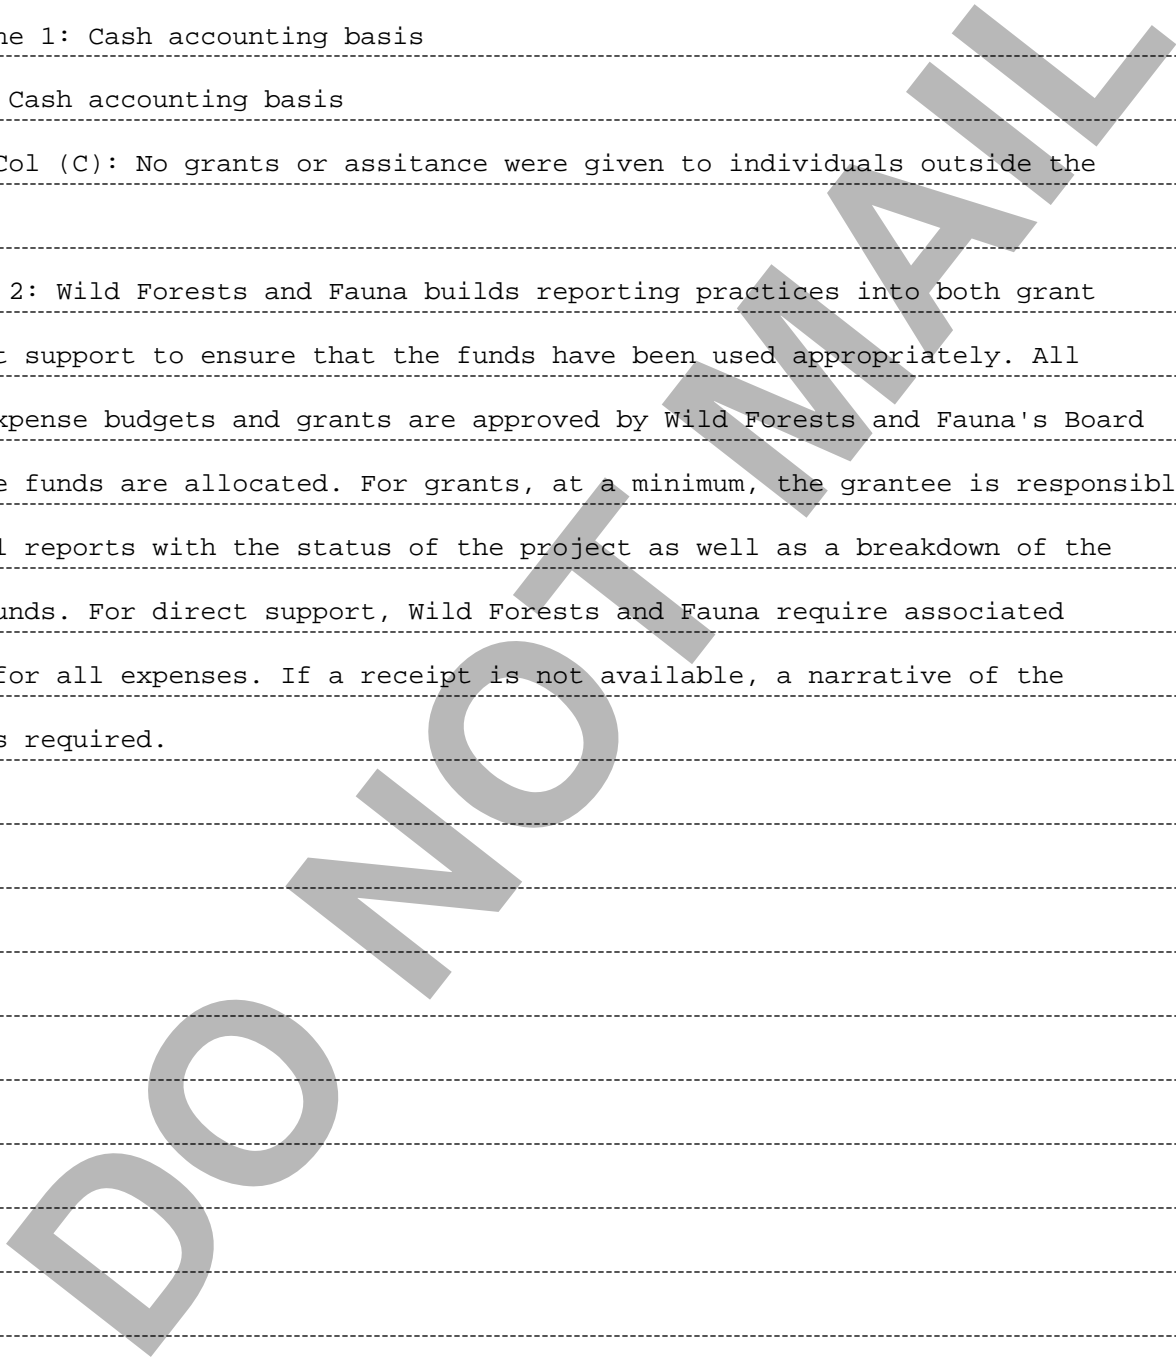 ne 1: Cash accounting basis
Cash accounting basis
Col (C): No grants or assitance were given to individuals outside the
2: Wild Forests and Fauna builds reporting practices into both grant
t support to ensure that the funds have been used appropriately. All
xpense budgets and grants are approved by Wild Forests and Fauna's Board
e funds are allocated. For grants, at a minimum, the grantee is responsibl
l reports with the status of the project as well as a breakdown of the
unds. For direct support, Wild Forests and Fauna require associated
for all expenses. If a receipt is not available, a narrative of the
s required.
DO NOT MAIL